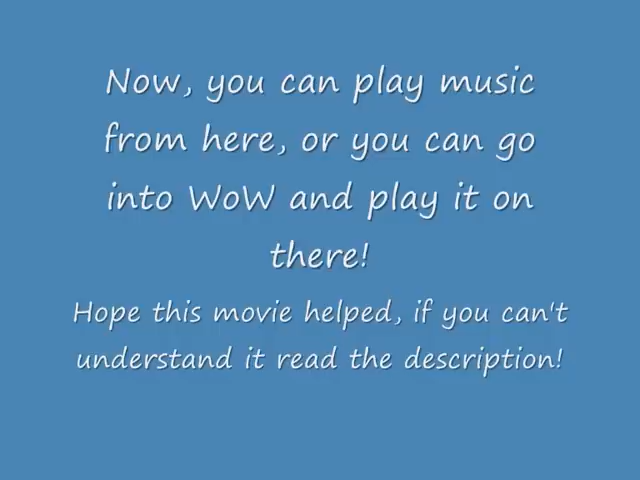 Now, you can play music
from here, or you can go
into WoW and play it on
there!
Hope this movie helped, if you can't
understand it read the description!